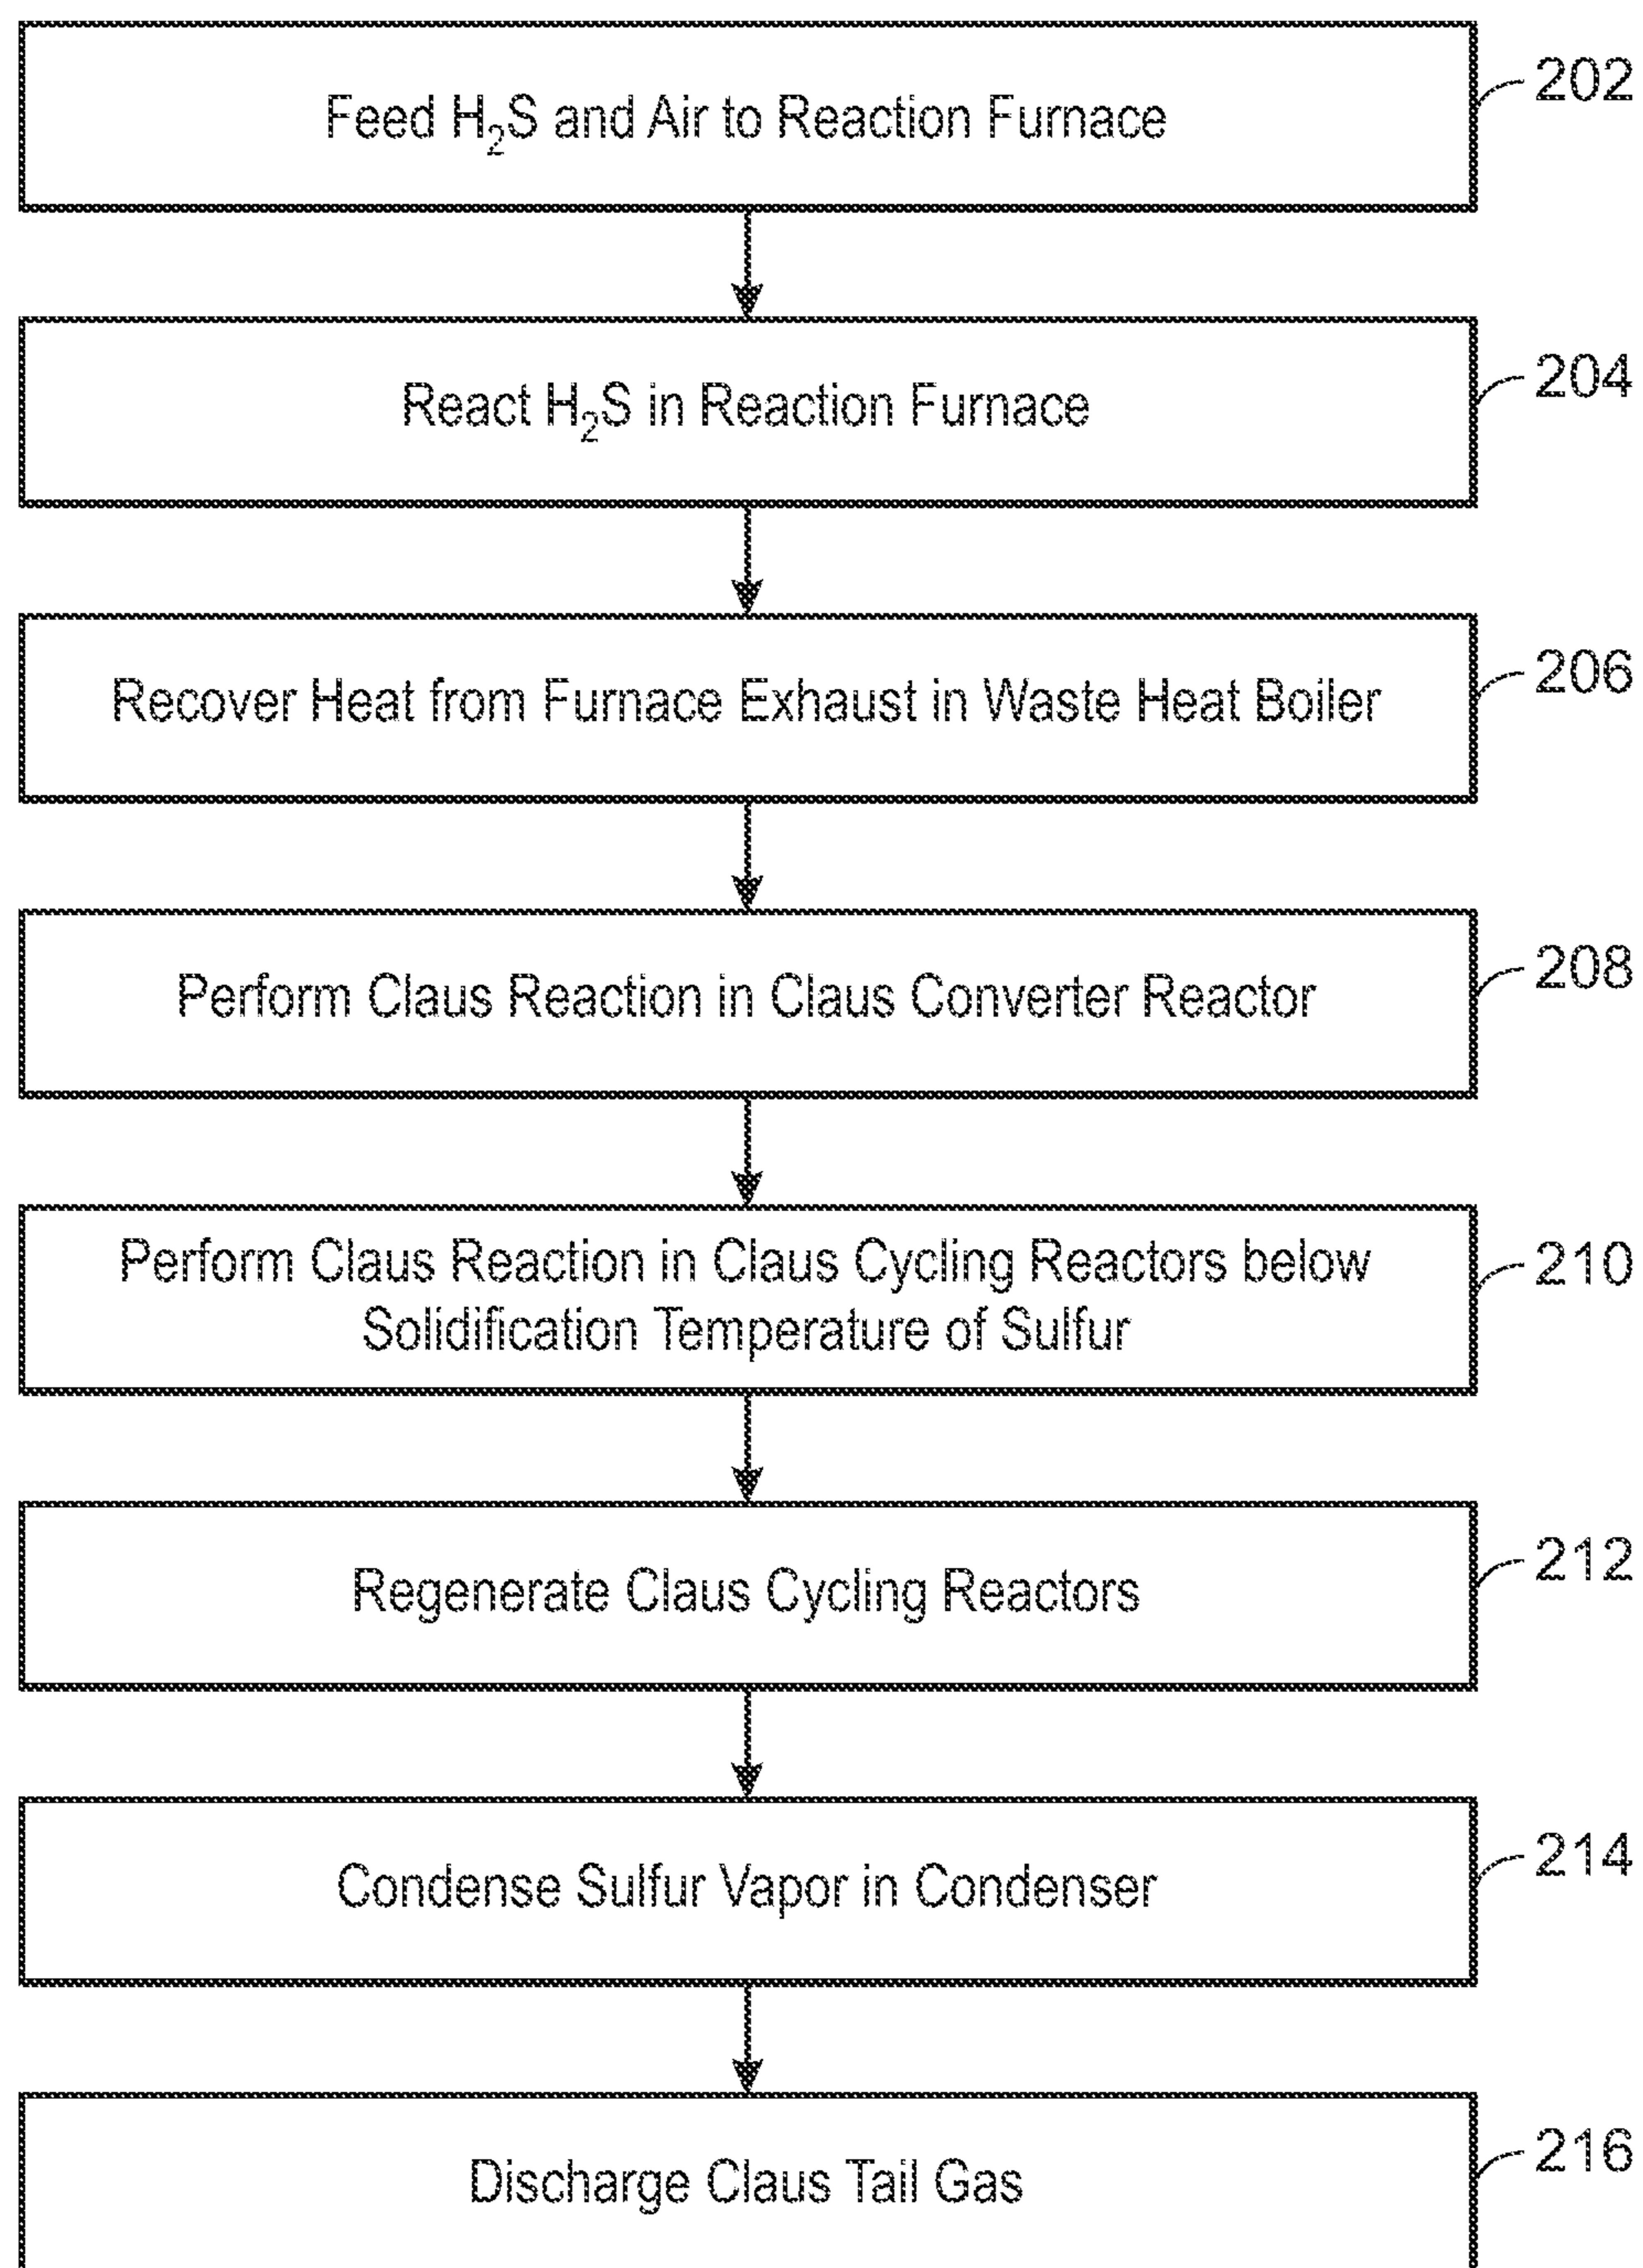 Feed H₂S and Air to Reaction Furnace
202
React H₂S in Reaction Furnace
204
Recover Heat from Furnace Exhaust in Waste Heat Boiler
206
Perform Claus Reaction in Claus Converter Reactor
208
Perform Claus Reaction in Claus Cycling Reactors below
Solidification Temperature of Sulfur
210
Regenerate Claus Cycling Reactors
212
Condense Sulfur Vapor in Condenser
214
Discharge Claus Tail Gas
216